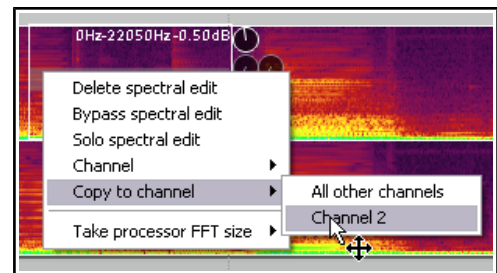 0Hz-22050Hz-0.50dB
Delete spectral edit
Bypass spectral edit
Solo spectral edit
Channel
Copy to channel
All other channels
Channel 2
Take processor FFT size